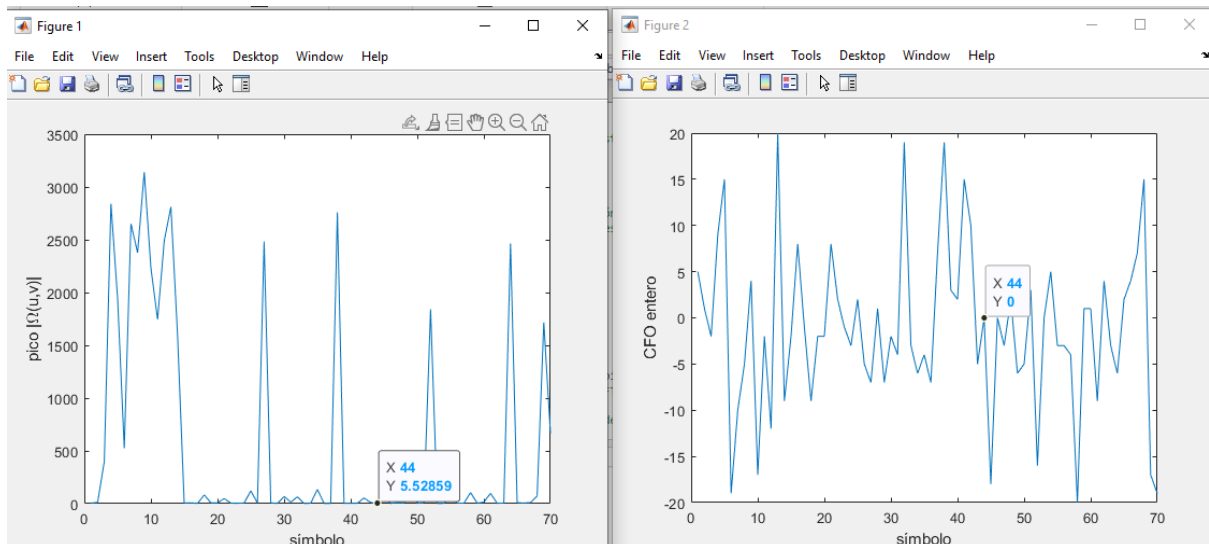 Figure 1
File Edit View Insert Tools Desktop Window Help
3500
3000
2500
2000
1500
1000
500
0
pico |Ω(u,v)|
X 44
Y 5.52859
0 10 20 30 40 50 60 70
símbolo
Figure 2
File Edit View Insert Tools Desktop Window Help
20
15
10
5
0
-5
-10
-15
-20
CFO entero
X 44
Y 0
0 10 20 30 40 50 60 70
símbolo